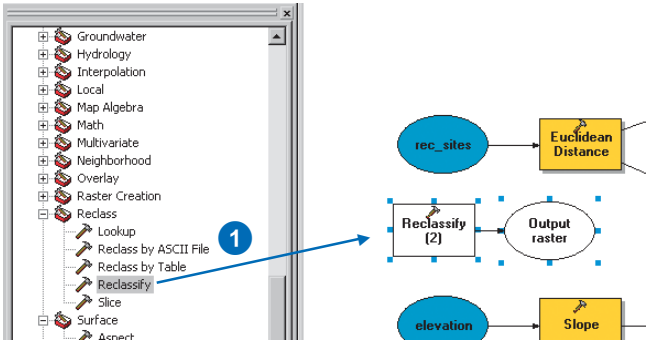 Groundwater
Hydrology
Interpolation
Local
Map Algebra
Math
Multivariate
Neighborhood
Overlay
Raster Creation
Reclass
Lookup
Reclass by ASCII File
Reclass by Table
Reclassify
Slice
Surface
Aspect
1
rec_sites
Euclidean
Distance
Reclassify
(2)
Output
raster
elevation
Slope